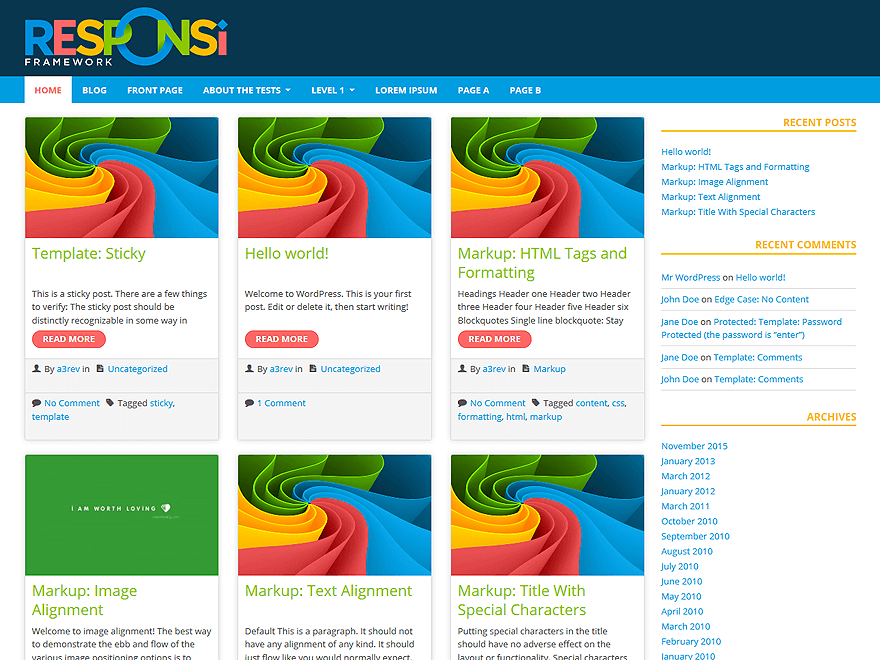 RESPONSi
FRAMEWORK
HOME BLOG FRONT PAGE ABOUT THE TESTS LEVEL 1 LOREM IPSUM PAGE A PAGE B
Template: Sticky
This is a sticky post. There are a few things
to verify: The sticky post should be
distinctly recognizable in some way in
READ MORE
By a3rev in Uncategorized
No Comment Tagged sticky,
template
Hello world!
Welcome to WordPress. This is your first
post. Edit or delete it, then start writing!
READ MORE
By a3rev in Uncategorized
1 Comment
Markup: HTML Tags and
Formatting
Headings Header one Header two Header
three Header four Header five Header six
Blockquotes Single line blockquote: Stay
READ MORE
By a3rev in Markup
No Comment Tagged content, css,
formatting, html, markup
I AM WORTH LOVING
Markup: Image
Alignment
Welcome to image alignment! The best way
to demonstrate the ebb and flow of the
various image positioning options is to
Markup: Text Alignment
Default This is a paragraph. It should not
have any alignment of any kind. It should
just flow like you would normally expect.
Markup: Title With
Special Characters
Putting special characters in the title
should have no adverse effect on the
layout or functionality. Special characters
RECENT POSTS
Hello world!
Markup: HTML Tags and Formatting
Markup: Image Alignment
Markup: Text Alignment
Markup: Title With Special Characters
RECENT COMMENTS
Mr WordPress on Hello world!
John Doe on Edge Case: No Content
Jane Doe on Protected: Template: Password
Protected (the password is “enter”)
Jane Doe on Template: Comments
John Doe on Template: Comments
ARCHIVES
November 2015
January 2013
March 2012
January 2012
March 2011
October 2010
September 2010
August 2010
July 2010
June 2010
May 2010
April 2010
March 2010
February 2010
January 2010